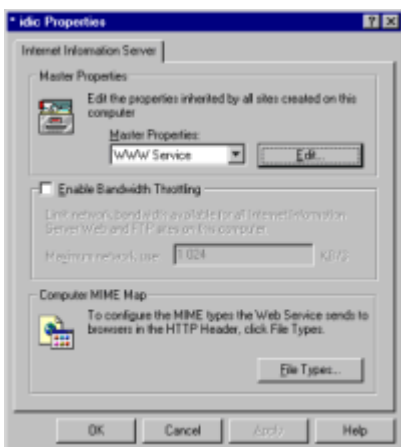 * idic Properties
Internet Information Server
Master Properties
Edit the properties inherited by all sites created on this
computer
Master Properties:
WWW Service
Edit...
Enable Bandwidth Throttling
Limit network bandwidth available for all Internet Information
Server Web and FTP sites on this computer.
Maximum network use:
1,024
KB/S
Computer MIME Map
To configure the MIME types the Web Service sends to
browsers in the HTTP Header, click File Types.
File Types...
OK
Cancel
Apply
Help